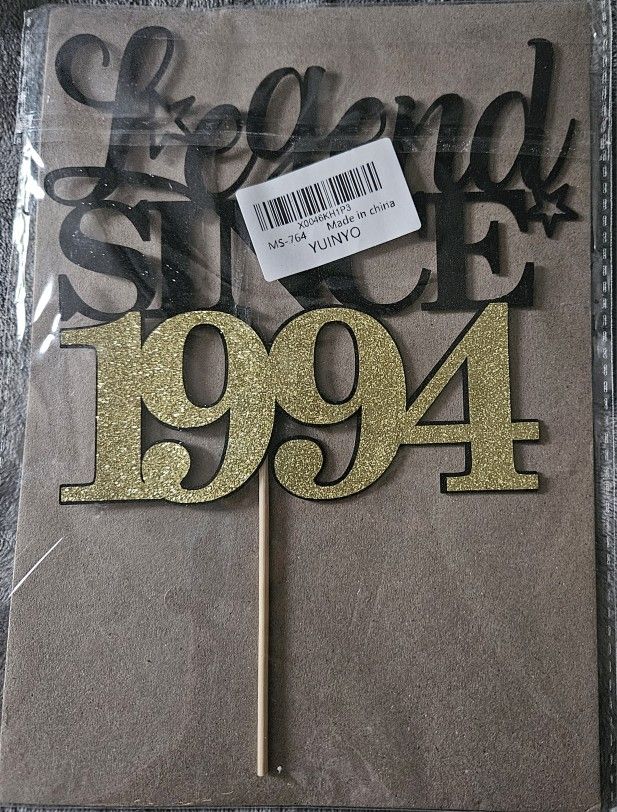 Legend
SINCE
1994
X0046KH1P3
MS-764 Made in china
YUINYO